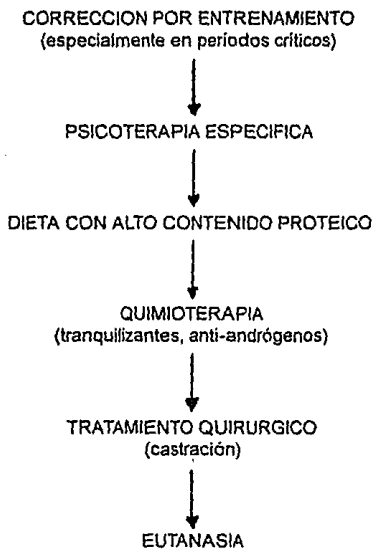 CORRECCION POR ENTRENAMIENTO
(especialmente en períodos críticos)
PSICOTERAPIA ESPECIFICA
DIETA CON ALTO CONTENIDO PROTEICO
QUIMIOTERAPIA
(tranquilizantes, anti-andrógenos)
TRATAMIENTO QUIRURGICO
(castración)
EUTANASIA